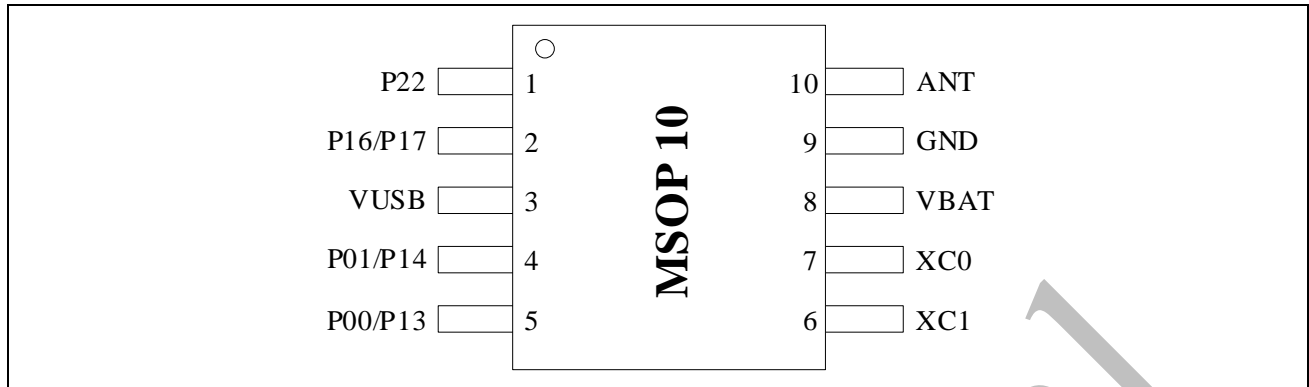 P22 1 10 ANT
P16/P17 2 9 GND
VUSB 3 8 VBAT
P01/P14 4 7 XC0
P00/P13 5 6 XC1
MSOP 10